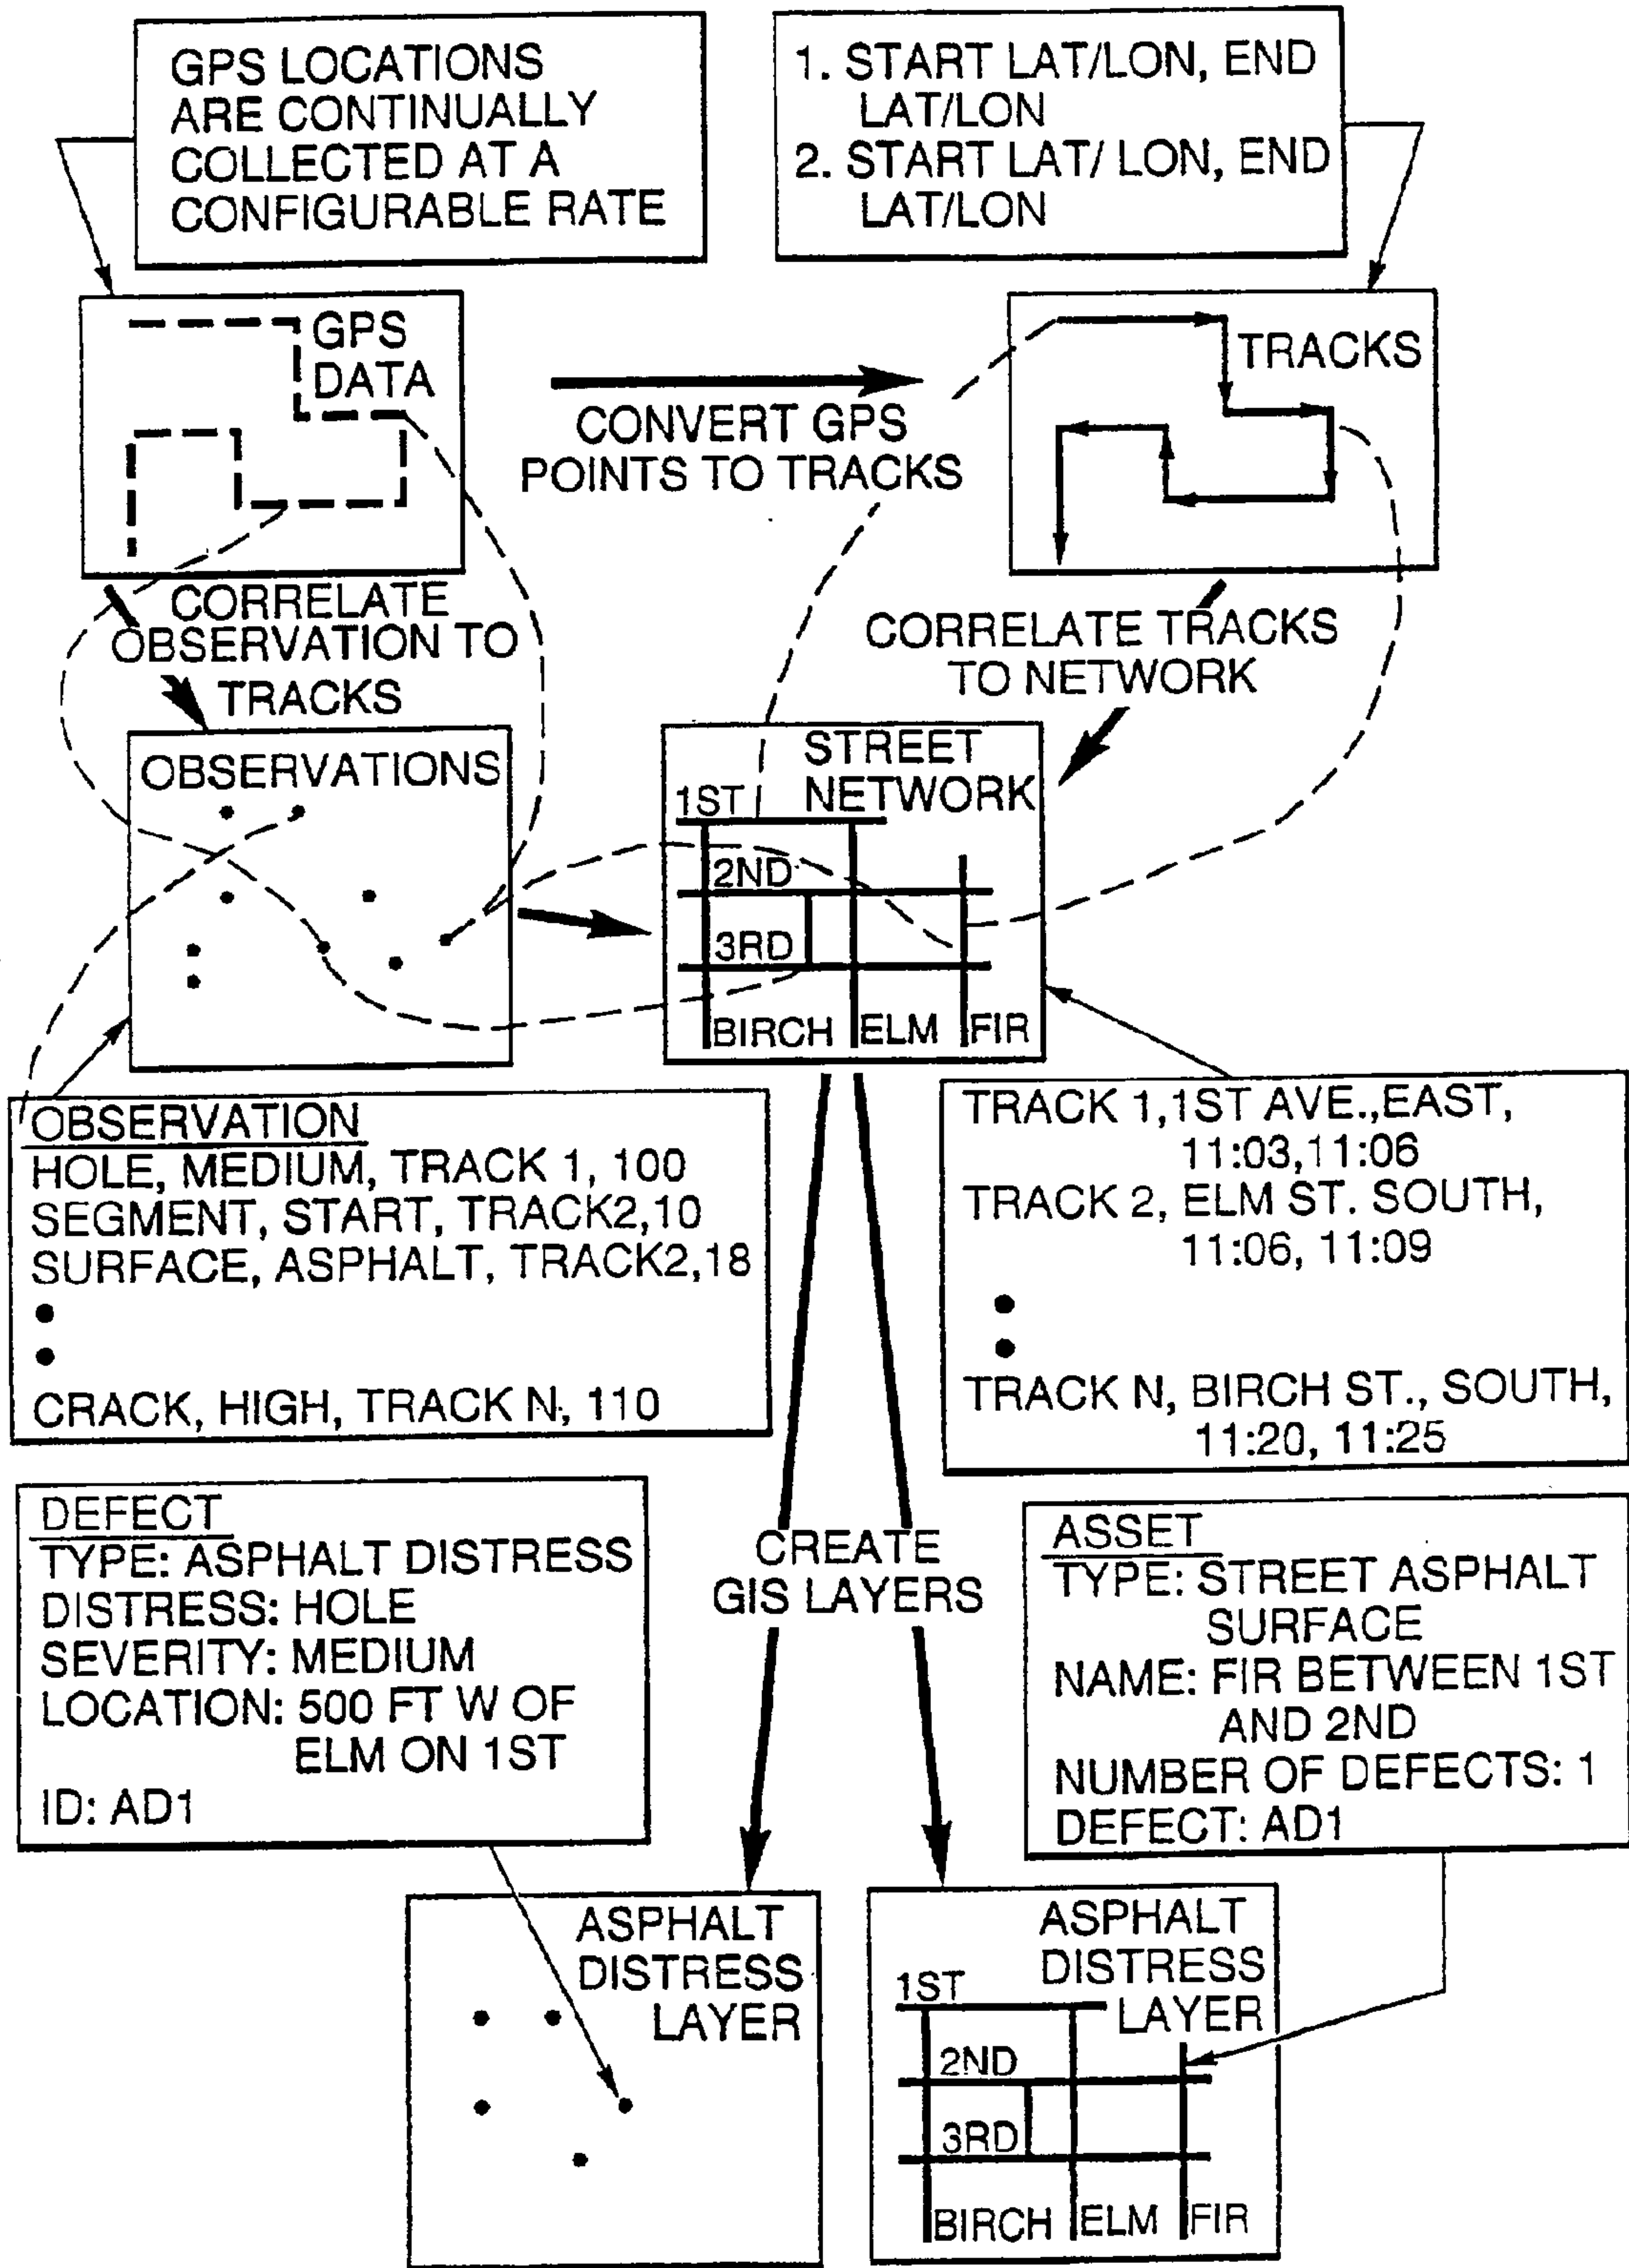 GPS LOCATIONS
ARE CONTINUALLY
COLLECTED AT A
CONFIGURABLE RATE
1. START LAT/LON, END
LAT/LON
2. START LAT/ LON, END
LAT/LON
GPS
DATA
CONVERT GPS
POINTS TO TRACKS
TRACKS
CORRELATE
OBSERVATION TO
TRACKS
CORRELATE TRACKS
TO NETWORK
OBSERVATIONS
STREET
NETWORK
1ST
2ND
3RD
BIRCH ELM FIR
OBSERVATION
HOLE, MEDIUM, TRACK 1, 100
SEGMENT, START, TRACK2,10
SURFACE, ASPHALT, TRACK2,18
•
•
CRACK, HIGH, TRACK N, 110
TRACK 1,1ST AVE.,EAST,
11:03,11:06
TRACK 2, ELM ST. SOUTH,
11:06, 11:09
•
•
TRACK N, BIRCH ST., SOUTH,
11:20, 11:25
DEFECT
TYPE: ASPHALT DISTRESS
DISTRESS: HOLE
SEVERITY: MEDIUM
LOCATION: 500 FT W OF
ELM ON 1ST
ID: AD1
CREATE
GIS LAYERS
ASSET
TYPE: STREET ASPHALT
SURFACE
NAME: FIR BETWEEN 1ST
AND 2ND
NUMBER OF DEFECTS: 1
DEFECT: AD1
ASPHALT
DISTRESS
LAYER
ASPHALT
DISTRESS
LAYER
1ST
2ND
3RD
BIRCH ELM FIR